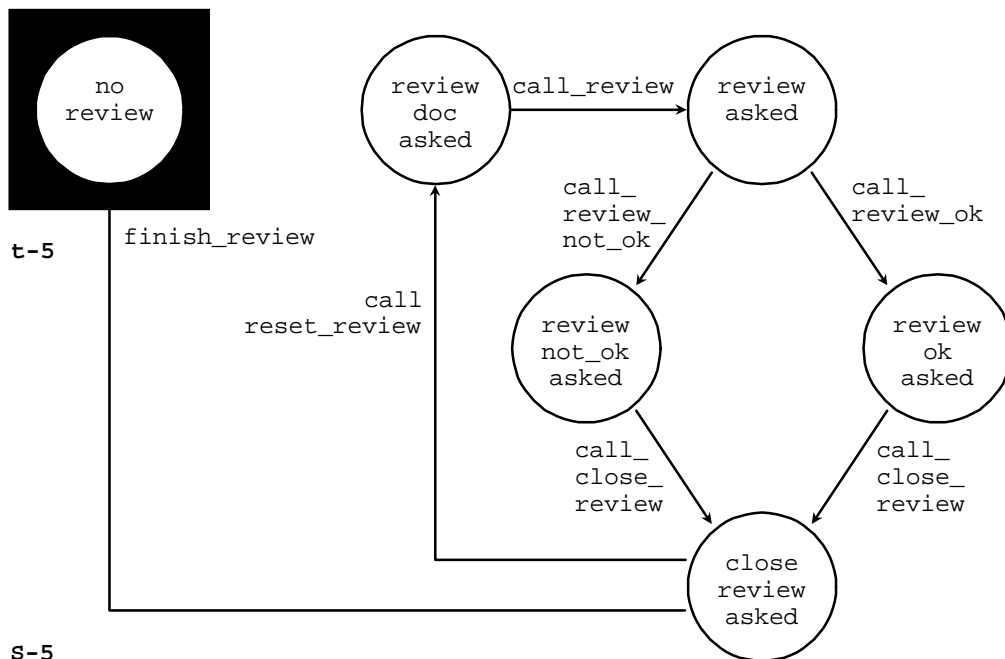 no
review
review
doc
asked
call_review
review
asked
call_
review_
not_ok
call_
review_ok
t-5
finish_review
call
reset_review
review
not_ok
asked
review
ok
asked
call_
close_
review
call_
close_
review
close
review
asked
S-5